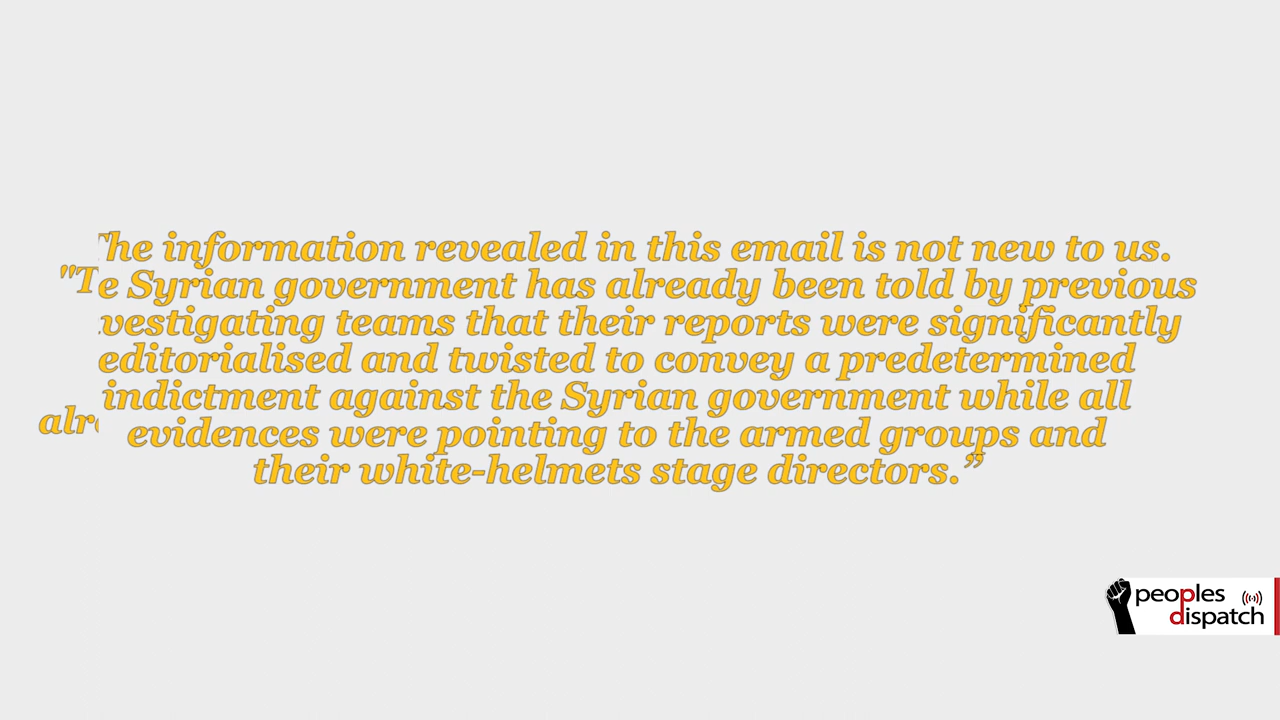 he information revealed in this email is not new to us.
"T
e Syrian government has already been told by previous
vestigating teams that their reports were significantly
editorialised and twisted to convey a predetermined
indictment against the Syrian government while all
alr
evidences were pointing to the armed groups and
their white-helmets stage directors.”
peoples
dispatch